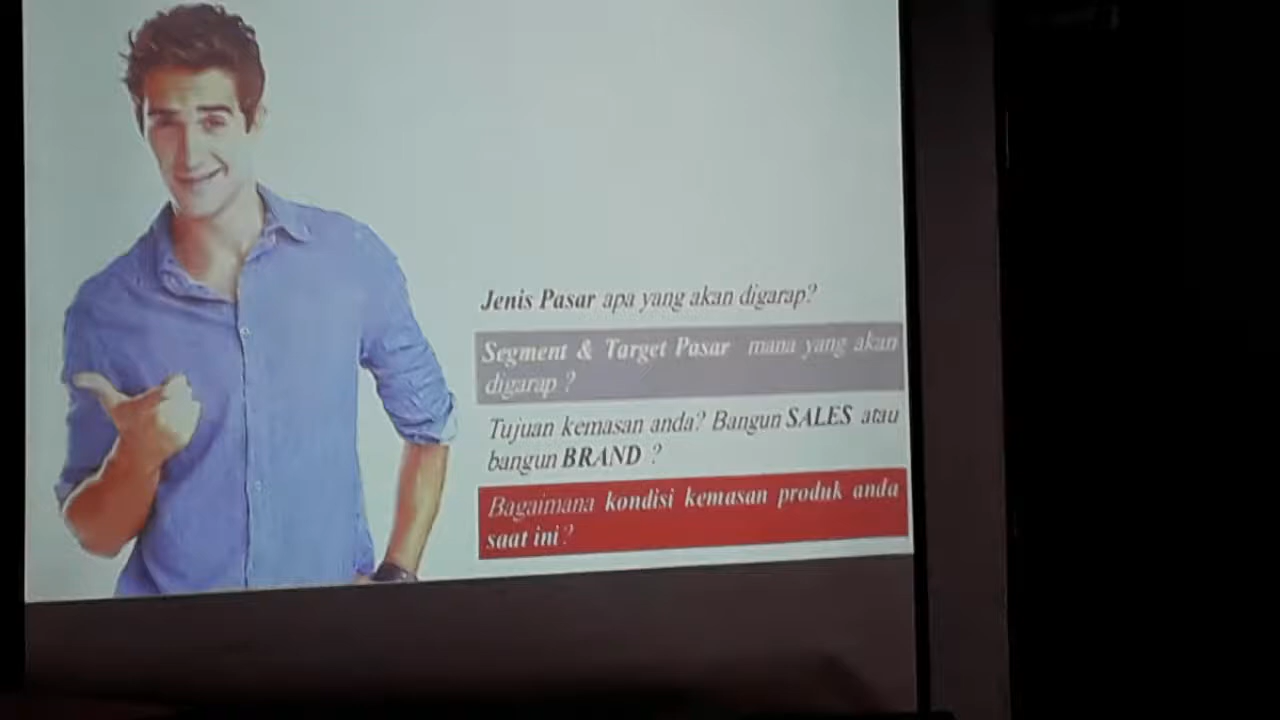 Jenis Pasar apa yang akan digarap?
Segment & Target Pasar mana yang akan
digarap ?
Tujuan kemasan anda? Bangun SALES atau
bangun BRAND ?
Bagaimana kondisi kemasan produk anda
saat ini?